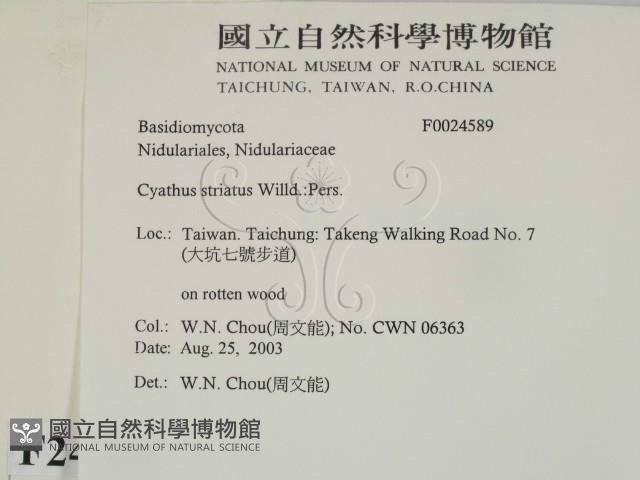 國立自然科學博物館
NATIONAL MUSEUM OF NATURAL SCIENCE
TAICHUNG, TAIWAN, R.O.CHINA
Basidiomycota F0024589
Nidulariales, Nidulariaceae
Cyathus striatus Willd.:Pers.
Loc.: Taiwan. Taichung: Takeng Walking Road No. 7
(大坑七號步道)
on rotten wood
Col.: W.N. Chou(周文能); No. CWN 06363
Date: Aug. 25, 2003
Det.: W.N. Chou(周文能)
國立自然科學博物館
NATIONAL MUSEUM OF NATURAL SCIENCE